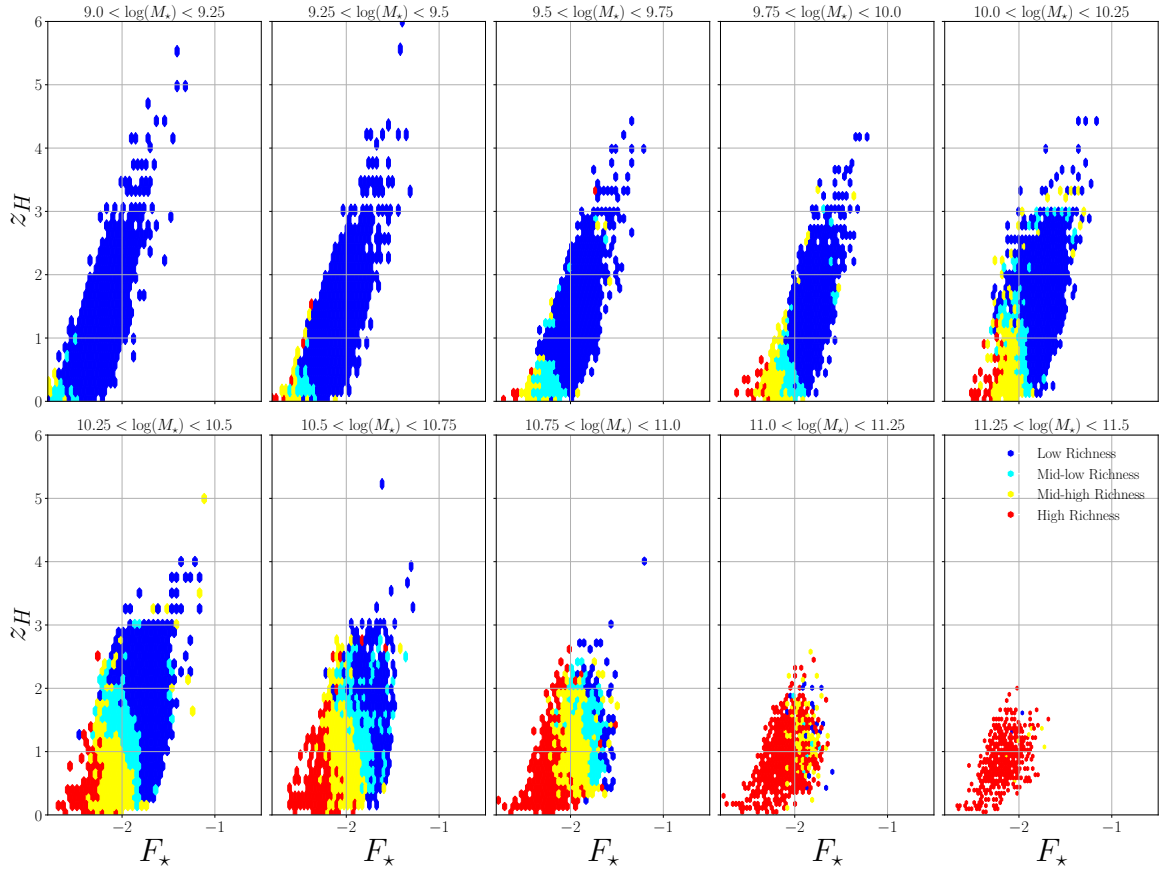 9.0 < log(M⋆) < 9.25
9.25 < log(M⋆) < 9.5
9.5 < log(M⋆) < 9.75
9.75 < log(M⋆) < 10.0
10.0 < log(M⋆) < 10.25
6
5
4
3
2
1
0
z_H
10.25 < log(M⋆) < 10.5
10.5 < log(M⋆) < 10.75
10.75 < log(M⋆) < 11.0
11.0 < log(M⋆) < 11.25
11.25 < log(M⋆) < 11.5
Low Richness
Mid-low Richness
Mid-high Richness
High Richness
6
5
4
3
2
1
0
z_H
−2 −1
−2 −1
−2 −1
−2 −1
−2 −1
F⋆
F⋆
F⋆
F⋆
F⋆